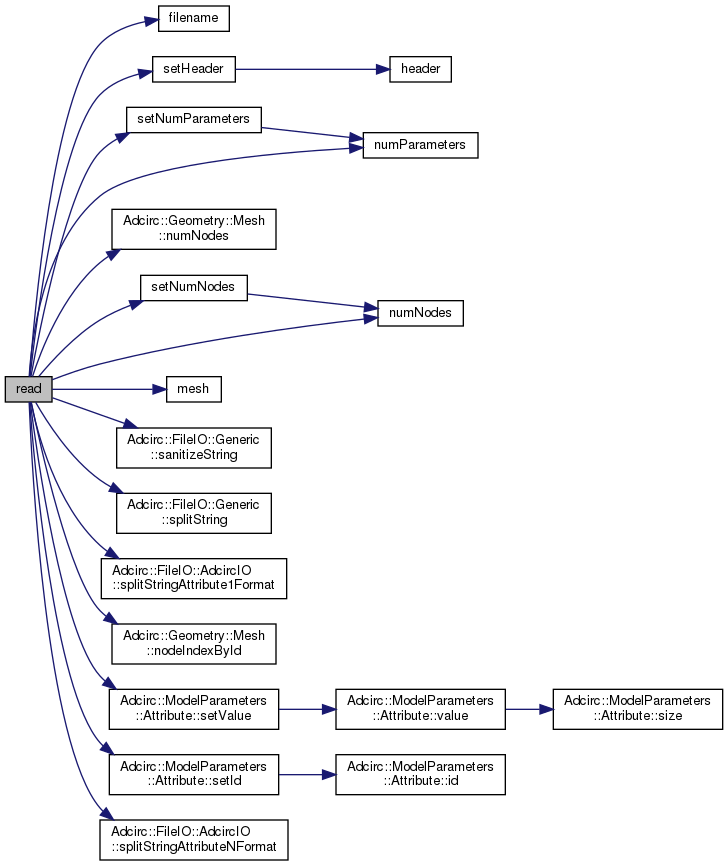 filename
setHeader
header
setNumParameters
numParameters
Adcirc::Geometry::Mesh
::numNodes
setNumNodes
numNodes
read
mesh
Adcirc::FileIO::Generic
::sanitizeString
Adcirc::FileIO::Generic
::splitString
Adcirc::FileIO::AdcircIO
::splitStringAttribute1Format
Adcirc::Geometry::Mesh
::nodeIndexById
Adcirc::ModelParameters
::Attribute::setValue
Adcirc::ModelParameters
::Attribute::value
Adcirc::ModelParameters
::Attribute::size
Adcirc::ModelParameters
::Attribute::setId
Adcirc::ModelParameters
::Attribute::id
Adcirc::FileIO::AdcircIO
::splitStringAttributeNFormat